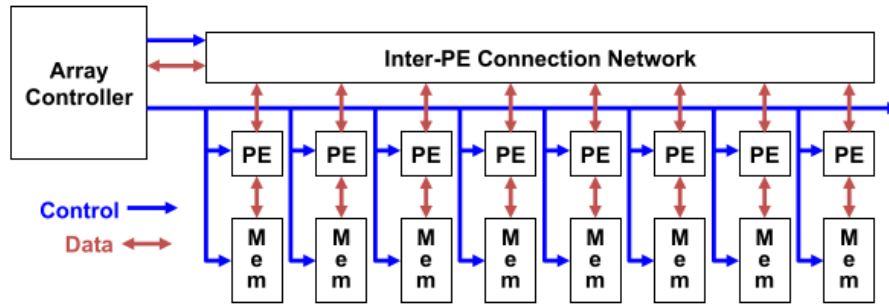 Array
Controller
Inter-PE Connection Network
PE PE PE PE PE PE PE PE
Control
Data
M M M M M M M M
e e e e e e e e
m m m m m m m m